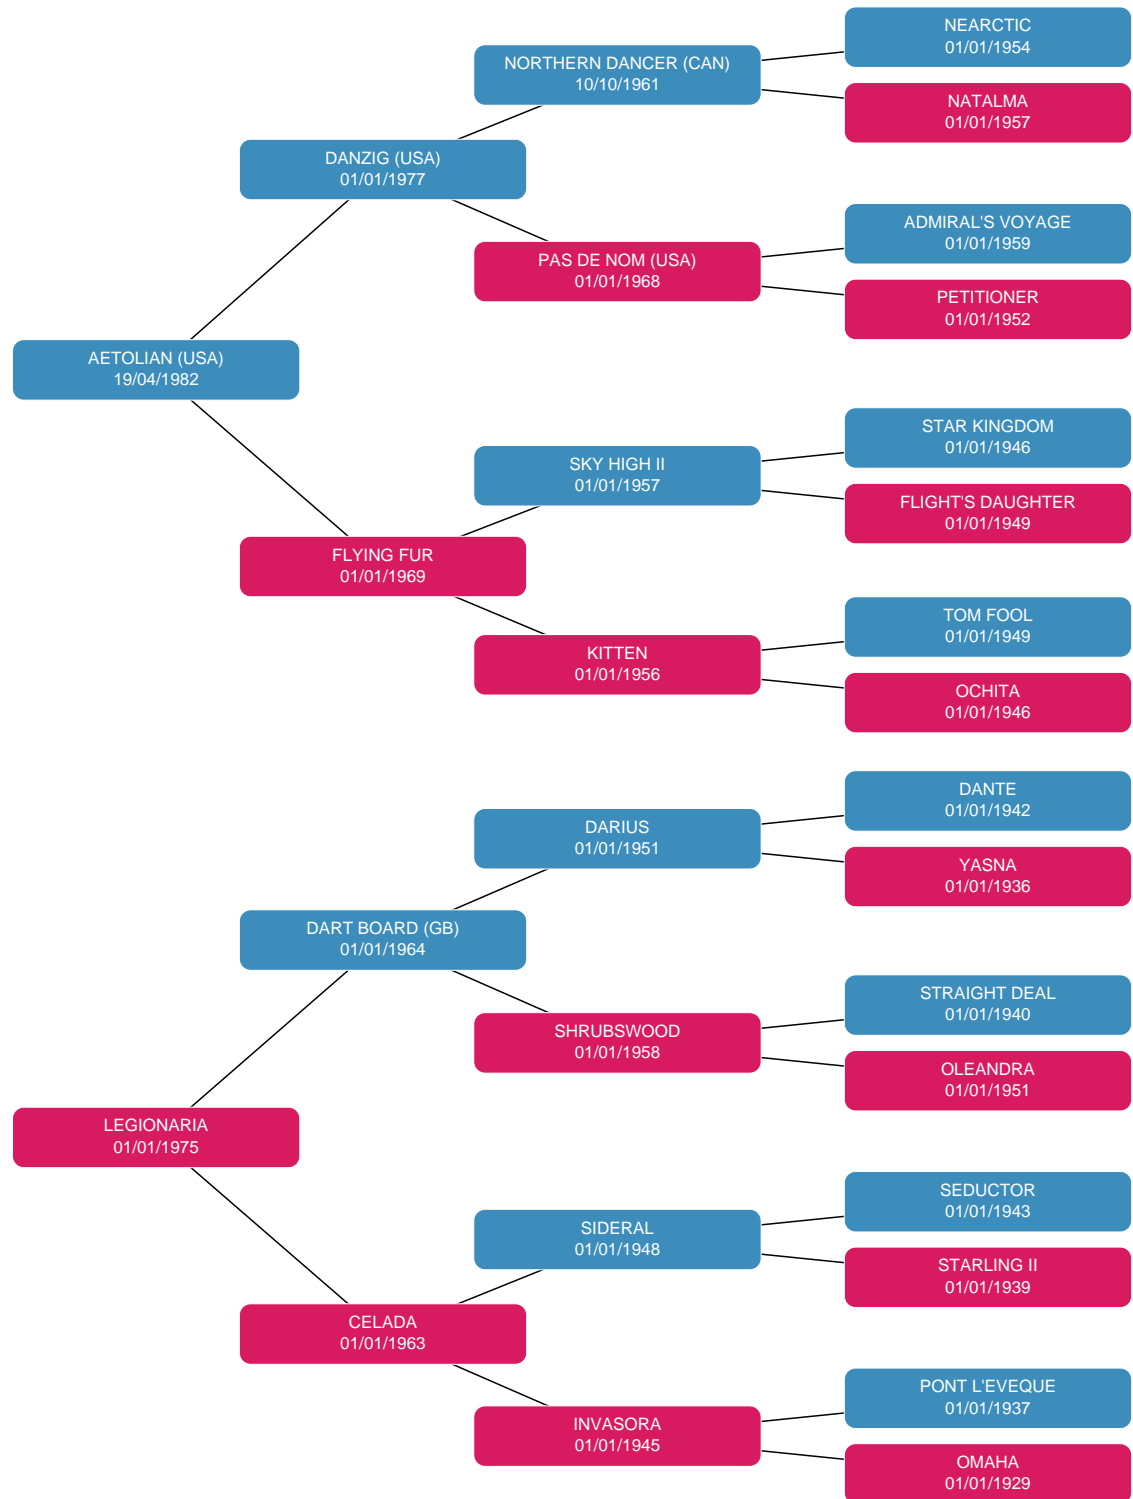 NEARCTIC
01/01/1954
NORTHERN DANCER (CAN)
10/10/1961
NATALMA
01/01/1957
DANZIG (USA)
01/01/1977
ADMIRAL'S VOYAGE
01/01/1959
PAS DE NOM (USA)
01/01/1968
PETITIONER
01/01/1952
AETOLIAN (USA)
19/04/1982
STAR KINGDOM
01/01/1946
SKY HIGH II
01/01/1957
FLIGHT'S DAUGHTER
01/01/1949
FLYING FUR
01/01/1969
TOM FOOL
01/01/1949
KITTEN
01/01/1956
OCHITA
01/01/1946
DANTE
01/01/1942
DARIUS
01/01/1951
YASNA
01/01/1936
DART BOARD (GB)
01/01/1964
STRAIGHT DEAL
01/01/1940
SHRUBSWOOD
01/01/1958
OLEANDRA
01/01/1951
LEGIONARIA
01/01/1975
SEDUCTOR
01/01/1943
SIDERAL
01/01/1948
STARLING II
01/01/1939
CELADA
01/01/1963
PONT L'EVEQUE
01/01/1937
INVASORA
01/01/1945
OMAHA
01/01/1929